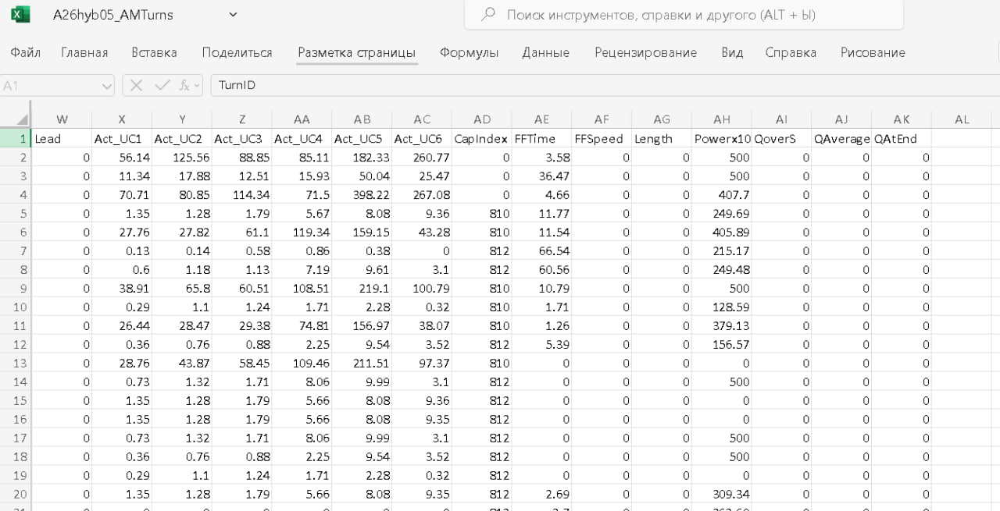 A26hyb05_AMTurns
Поиск инструментов, справки и другого (ALT + Ы)
Файл Главная Вставка Поделиться Разметка страницы Формулы Данные Рецензирование Вид Справка Рисование
A1 fx TurnID
W X Y Z AA AB AC AD AE AF AG AH AI AJ AK AL
1 Lead Act_UC1 Act_UC2 Act_UC3 Act_UC4 Act_UC5 Act_UC6 CapIndex FFTime FFSpeed Length Powerx10 QoverS QAverage QAtEnd
2 0 56.14 125.56 88.85 85.11 182.33 260.77 0 3.58 0 0 500 0 0 0
3 0 11.34 17.88 12.51 15.93 50.04 25.47 0 36.47 0 0 500 0 0 0
4 0 70.71 80.85 114.34 71.5 398.22 267.08 0 4.66 0 0 407.7 0 0 0
5 0 1.35 1.28 1.79 5.67 8.08 9.36 810 11.77 0 0 249.69 0 0 0
6 0 27.76 27.82 61.1 119.34 159.15 43.28 810 11.54 0 0 405.89 0 0 0
7 0 0.13 0.14 0.58 0.86 0.38 0 812 66.54 0 0 215.17 0 0 0
8 0 0.6 1.18 1.13 7.19 9.61 3.1 812 60.56 0 0 249.48 0 0 0
9 0 38.91 65.8 60.51 108.51 219.1 100.79 810 10.79 0 0 500 0 0 0
10 0 0.29 1.1 1.24 1.71 2.28 0.32 810 1.71 0 0 128.59 0 0 0
11 0 26.44 28.47 29.38 74.81 156.97 38.07 810 1.26 0 0 379.13 0 0 0
12 0 0.36 0.76 0.88 2.25 9.54 3.52 812 5.39 0 0 156.57 0 0 0
13 0 28.76 43.87 58.45 109.46 211.51 97.37 810 0 0 0 0 0 0 0
14 0 0.73 1.32 1.71 8.06 9.99 3.1 812 0 0 0 500 0 0 0
15 0 1.35 1.28 1.79 5.66 8.08 9.36 812 0 0 0 0 0 0 0
16 0 1.35 1.28 1.79 5.66 8.08 9.35 812 0 0 0 0 0 0 0
17 0 0.73 1.32 1.71 8.06 9.99 3.1 812 0 0 0 500 0 0 0
18 0 0.36 0.76 0.88 2.25 9.54 3.52 812 0 0 0 500 0 0 0
19 0 0.29 1.1 1.24 1.71 2.28 0.32 812 0 0 0 0 0 0 0
20 0 1.35 1.28 1.79 5.66 8.08 9.35 812 2.69 0 0 309.34 0 0 0